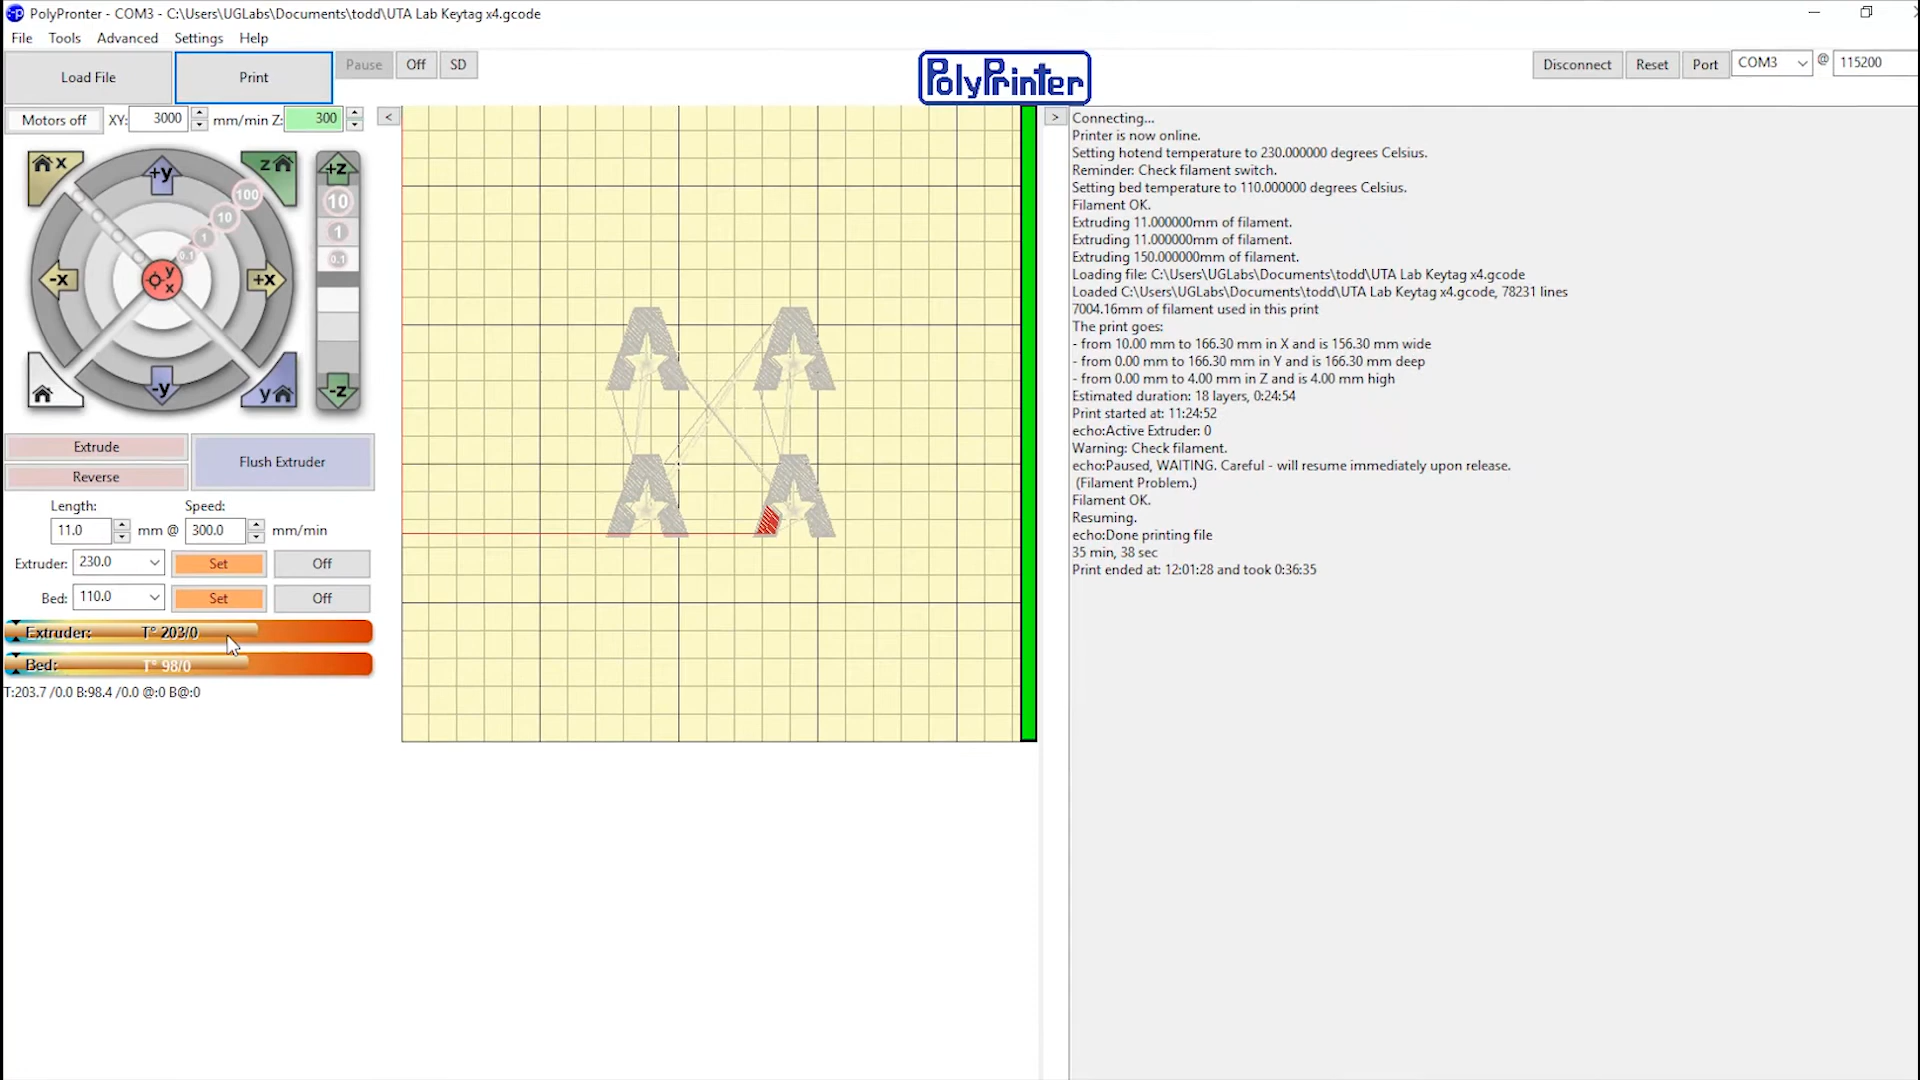 PolyPronter - COM3 - C:\Users\UGLabs\Documents\todd\UTA Lab Keytag x4.gcode
File Tools Advanced Settings Help
Load File Print Pause Off SD
PolyPrinter
Disconnect Reset Port COM3 @ 115200
Motors off XY: 3000 mm/min Z: 300 < >
x +y z +z
100
10
1
0.1
10
1
0.1
-x y x +x
-y y -z
Extrude
Reverse
Flush Extruder
Length: Speed:
11.0 mm @ 300.0 mm/min
Extruder: 230.0 Set Off
Bed: 110.0 Set Off
Extruder: T° 203/0
Bed: T° 98/0
T:203.7 /0.0 B:98.4 /0.0 @:0 B@:0
Connecting...
Printer is now online.
Setting hotend temperature to 230.000000 degrees Celsius.
Reminder: Check filament switch.
Setting bed temperature to 110.000000 degrees Celsius.
Filament OK.
Extruding 11.000000mm of filament.
Extruding 11.000000mm of filament.
Extruding 150.000000mm of filament.
Loading file: C:\Users\UGLabs\Documents\todd\UTA Lab Keytag x4.gcode
Loaded C:\Users\UGLabs\Documents\todd\UTA Lab Keytag x4.gcode, 78231 lines
7004.16mm of filament used in this print
The print goes:
- from 10.00 mm to 166.30 mm in X and is 156.30 mm wide
- from 0.00 mm to 166.30 mm in Y and is 166.30 mm deep
- from 0.00 mm to 4.00 mm in Z and is 4.00 mm high
Estimated duration: 18 layers, 0:24:54
Print started at: 11:24:52
echo:Active Extruder: 0
Warning: Check filament.
echo:Paused, WAITING. Careful - will resume immediately upon release.
(Filament Problem.)
Filament OK.
Resuming.
echo:Done printing file
35 min, 38 sec
Print ended at: 12:01:28 and took 0:36:35